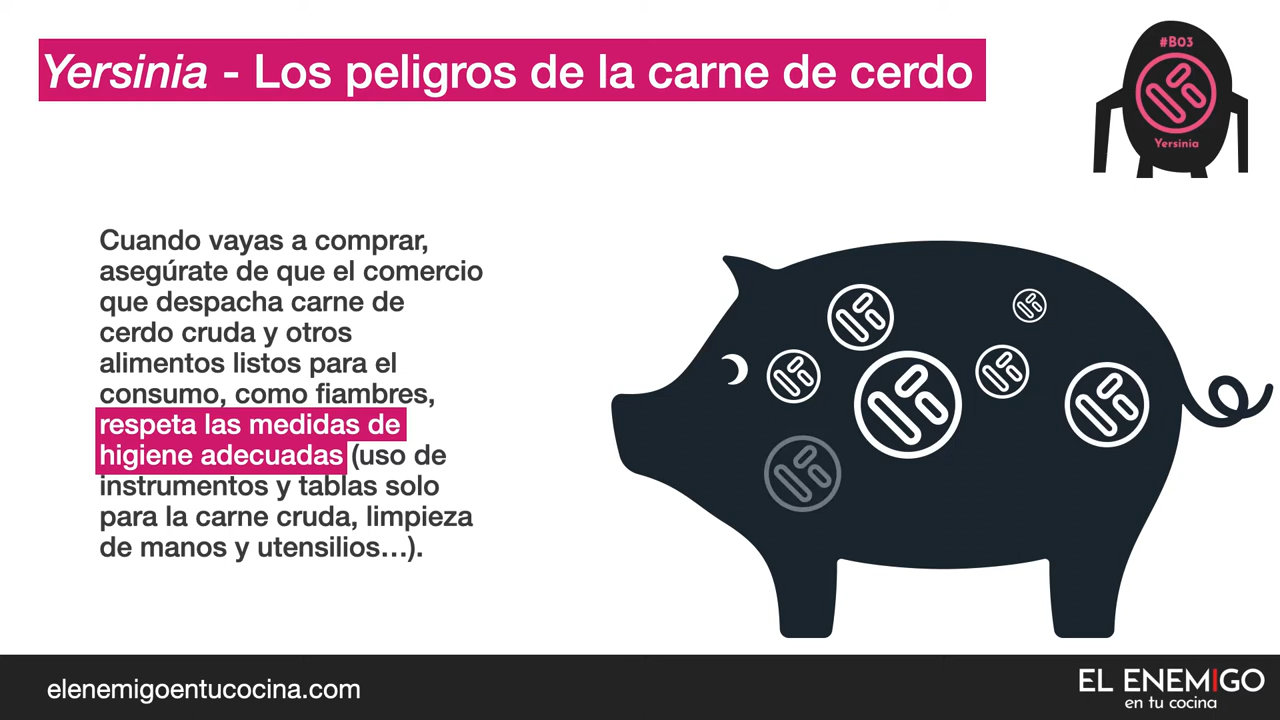 Yersinia - Los peligros de la carne de cerdo
#B03
Yersinia
Cuando vayas a comprar,
asegúrate de que el comercio
que despacha carne de
cerdo cruda y otros
alimentos listos para el
consumo, como fiambres,
respeta las medidas de
higiene adecuadas (uso de
instrumentos y tablas solo
para la carne cruda, limpieza
de manos y utensilios…).
elenemigoentucocina.com
EL ENEMIGO
en tu cocina